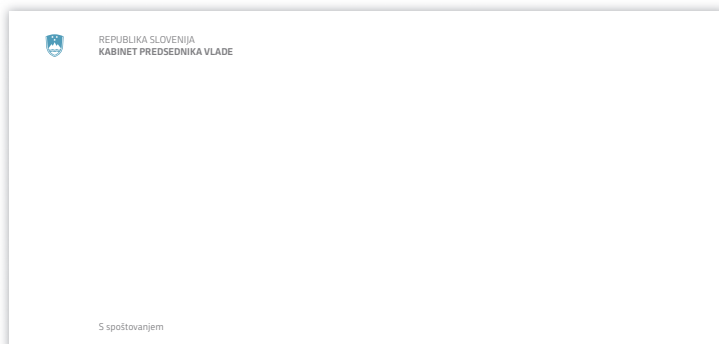 REPUBLIKA SLOVENIJA
KABINET PREDSEDNIKA VLADE
S spoštovanjem